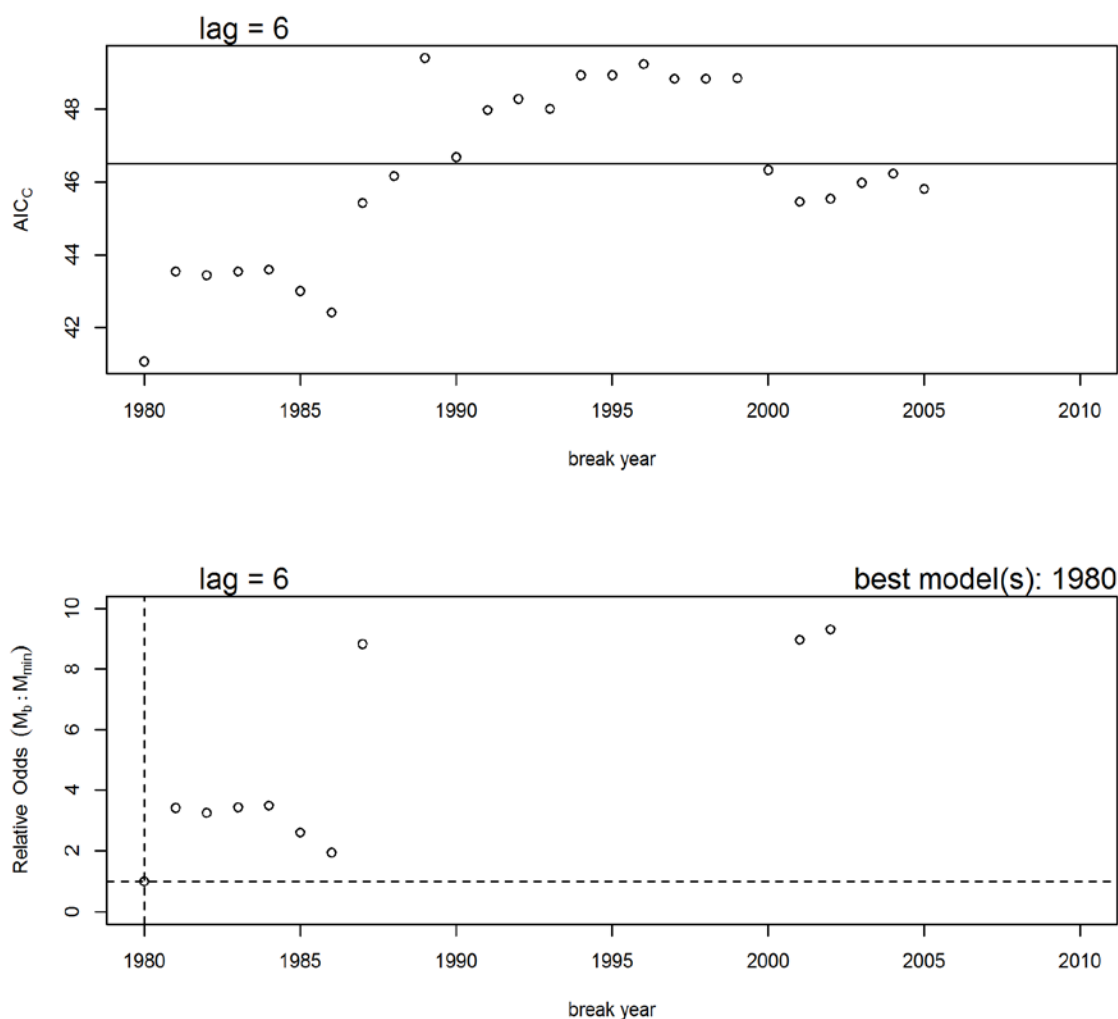 lag = 6
48
46
44
42
AICC
1980 1985 1990 1995 2000 2005 2010
break year
lag = 6 best model(s): 1980
10
8
6
4
2
0
Relative Odds (Mb : Mmin)
1980 1985 1990 1995 2000 2005 2010
break year